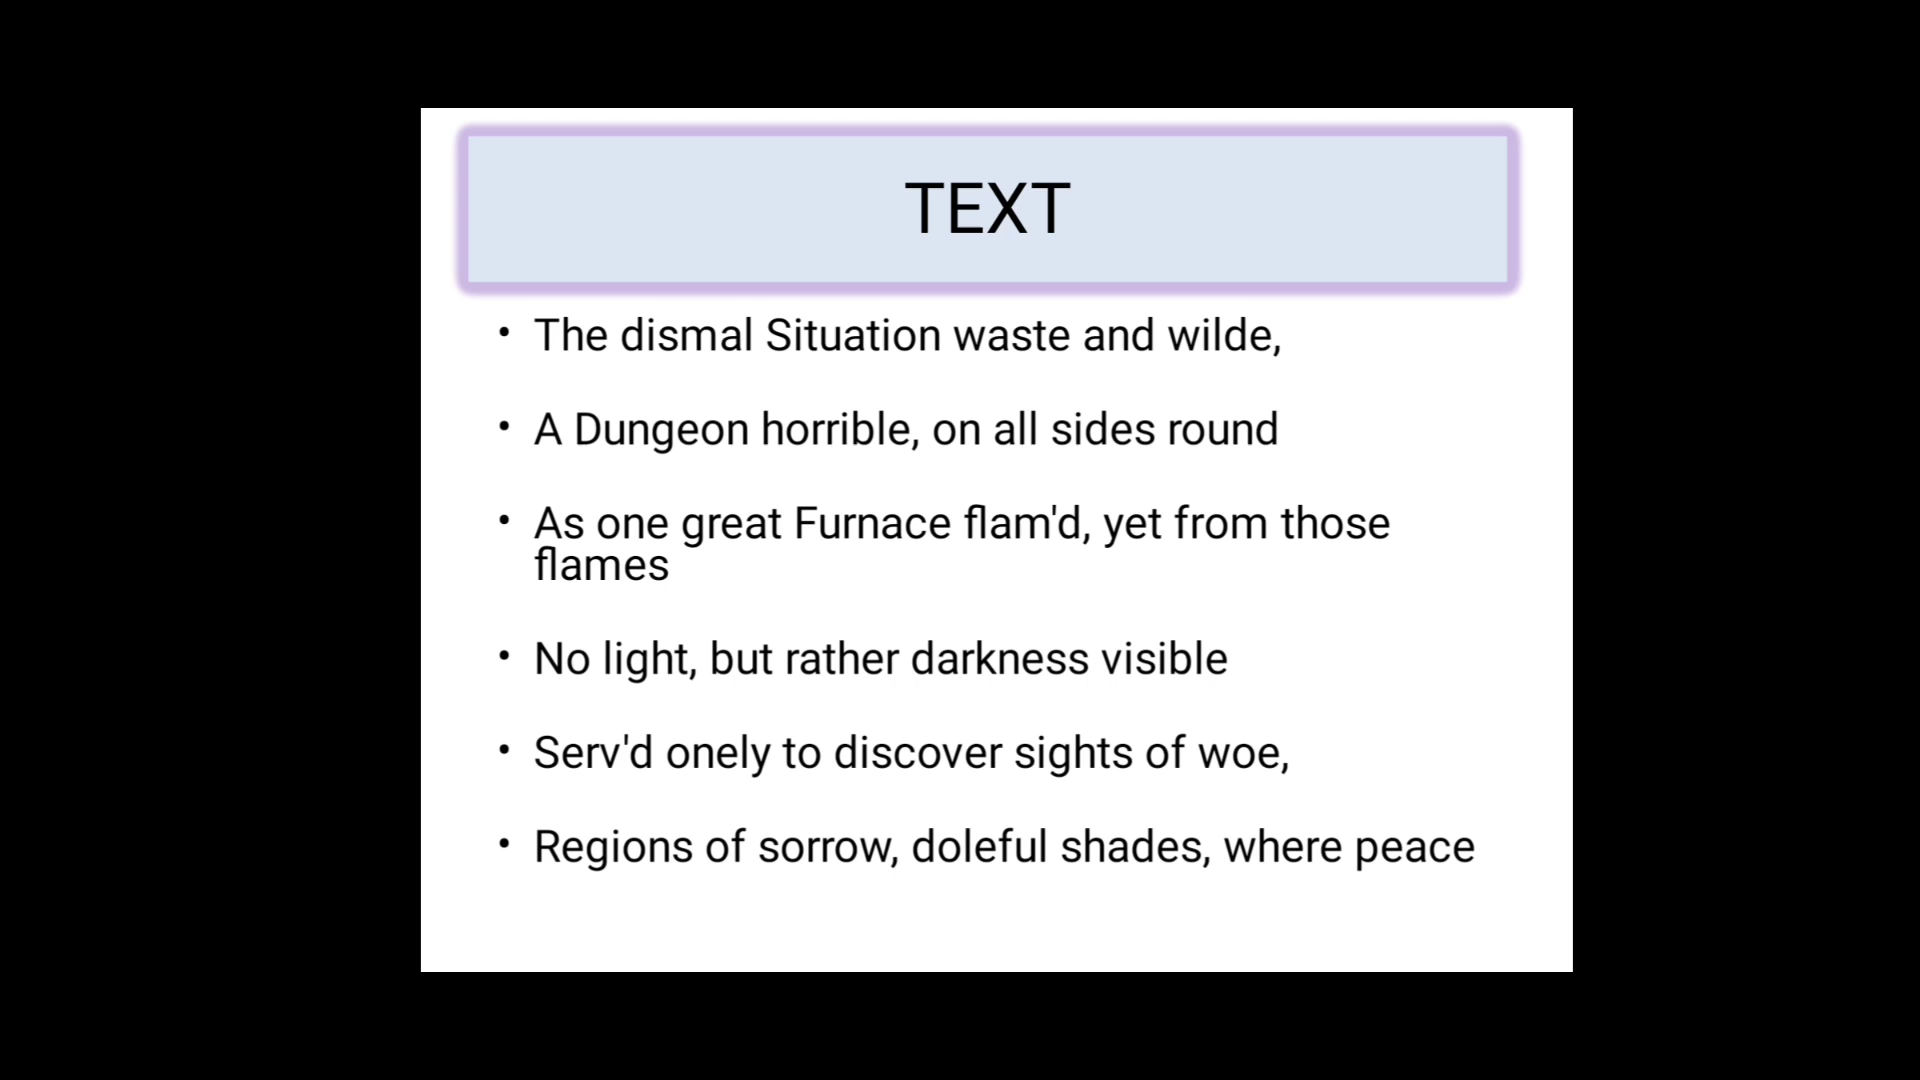 TEXT
• The dismal Situation waste and wilde,
• A Dungeon horrible, on all sides round
• As one great Furnace flam'd, yet from those
flames
• No light, but rather darkness visible
• Serv'd onely to discover sights of woe,
• Regions of sorrow, doleful shades, where peace